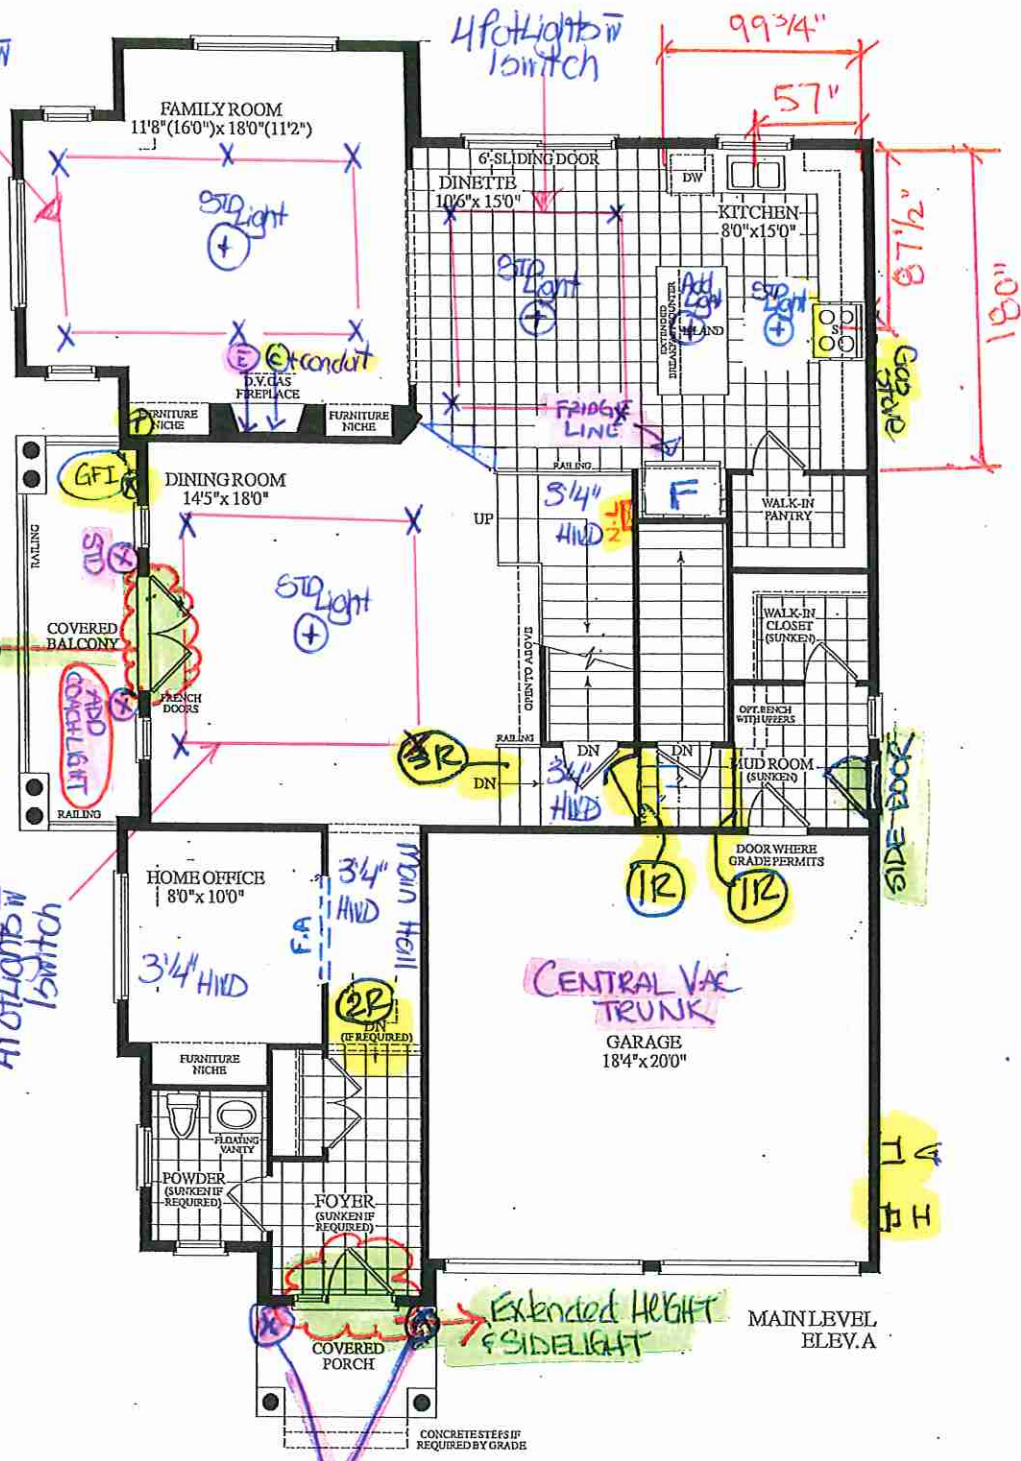 4 PotLights w
1 switch
99 3/4"
57"
FAMILY ROOM
11'8"(16'0")x 18'0"(11'2")
6'-SLIDING DOOR
DW
DINETTE
10'6"x 15'0"
KITCHEN
8'0"x15'0"
87 1/2"
180"
STD Light
STD Light
Add Light
STD Light
EXTENDED
BREAKFAST COUNTER
ISLAND
S
GAS
STOVE
E
C
+conduit
D.V. GAS
FIREPLACE
FURNITURE
NICHE
FURNITURE
NICHE
FRIDGE
LINE
GFI
DINING ROOM
14'5"x 18'0"
RAILING
3/4"
HWD
F
WALK-IN
PANTRY
UP
RAILING
STD
STD Light
COVERED
BALCONY
WALK-IN
CLOSET
(SUNKEN)
OPEN TO ABOVE
FRENCH
DOORS
ADD
COACH LIGHT
OPT. BENCH
WITH UPPERS
RAILING
DN
DN
MUD ROOM
(SUNKEN)
3R
DN
3/4"
HWD
SIDE DOOR
RAILING
DOOR WHERE
GRADE PERMITS
1R
1R
HOME OFFICE
8'0"x 10'0"
3/4"
HWD
Main Hall
F.A
4 PotLights w
1 switch
3/4" HWD
CENTRAL VAC
TRUNK
2R
DN
(IF REQUIRED)
GARAGE
18'4"x 20'0"
FURNITURE
NICHE
FLOATING
VANITY
POWDER
(SUNKEN IF
REQUIRED)
FOYER
(SUNKEN IF
REQUIRED)
H
Extended HEIGHT
& SIDELIGHT
MAIN LEVEL
ELEV. A
COVERED
PORCH
CONCRETE STEPS IF
REQUIRED BY GRADE